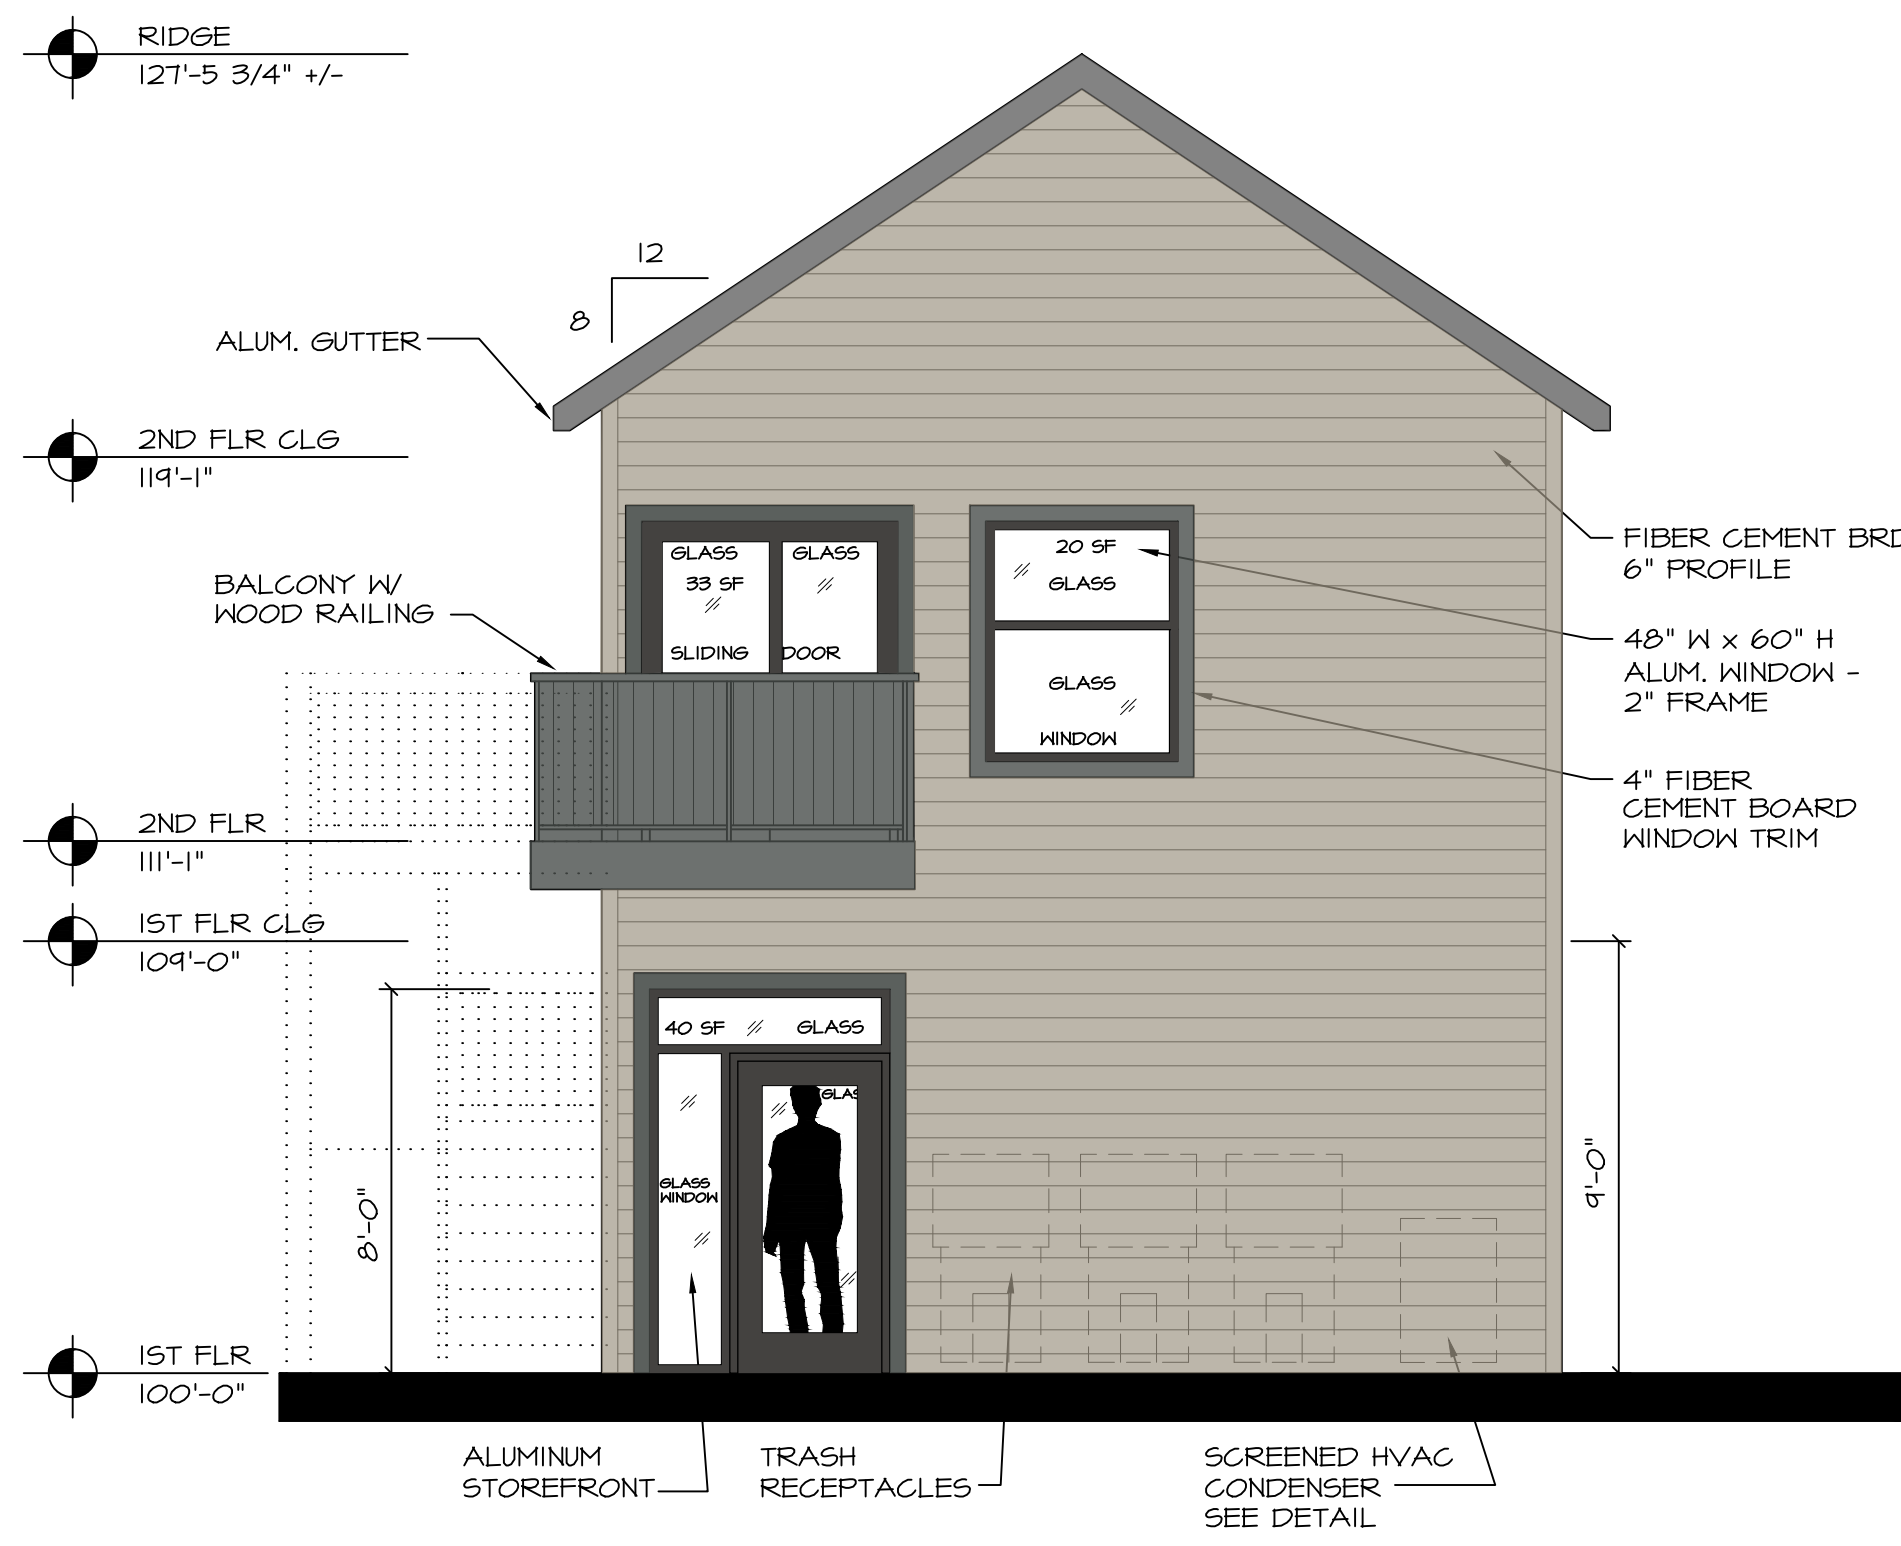 RIDGE
127'-5 3/4" +/-
12
8
ALUM. GUTTER
2ND FLR CLG
119'-1"
FIBER CEMENT BRD
6" PROFILE
GLASS
GLASS
33 SF
SLIDING DOOR
20 SF
GLASS
GLASS
WINDOW
BALCONY W/
WOOD RAILING
48" W x 60" H
ALUM. WINDOW -
2" FRAME
4" FIBER
CEMENT BOARD
WINDOW TRIM
2ND FLR
111'-1"
1ST FLR CLG
109'-0"
40 SF GLASS
GLAS
GLASS
WINDOW
8'-0"
9'-0"
1ST FLR
100'-0"
ALUMINUM
STOREFRONT
TRASH
RECEPTACLES
SCREENED HVAC
CONDENSER
SEE DETAIL